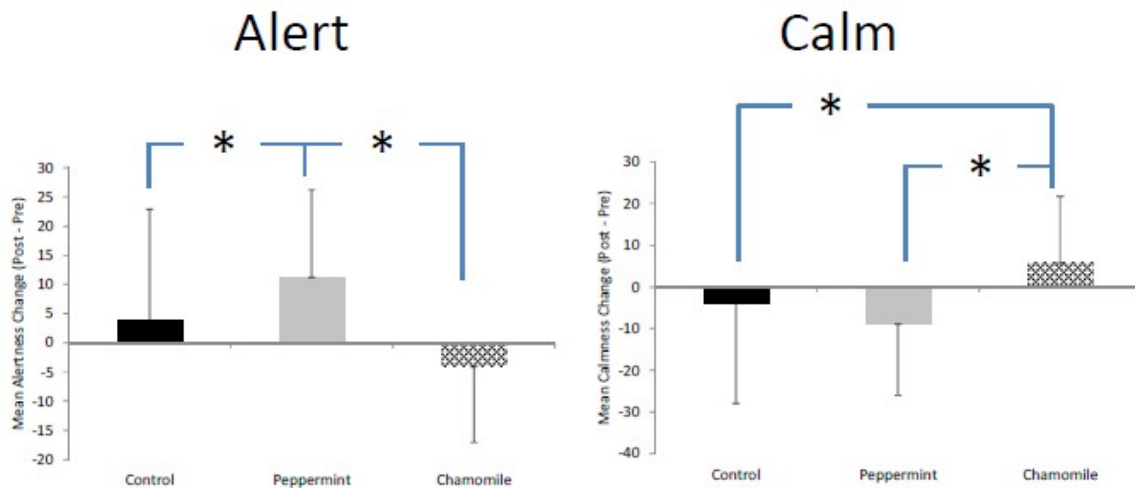 Alert
*
*
Mean Alertness Change (Post - Pre)
30
25
20
15
10
5
0
-5
-10
-15
-20
Control
Peppermint
Chamomile
Calm
*
*
Mean Calmness Change (Post - Pre)
30
20
10
0
-10
-20
-30
-40
Control
Peppermint
Chamomile